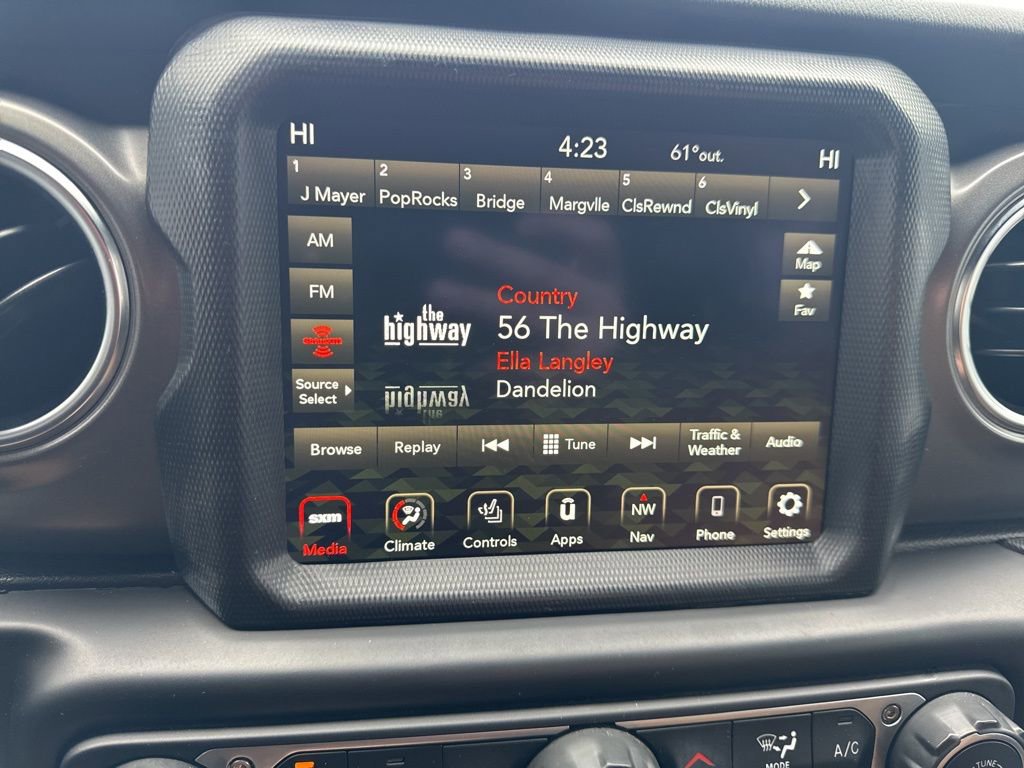 HI 4:23 61°out. HI
1 2 3 4 5 6
J Mayer PopRocks Bridge Margvlle ClsRewnd ClsVinyl
AM
Map
FM
Fav
Country
the
highway
56 The Highway
Ella Langley
Dandelion
Source
Select
Browse Replay Tune Traffic &
Weather Audio
sxm NW
Media Climate Controls Apps Nav Phone Settings
MODE
A/C
TUNE